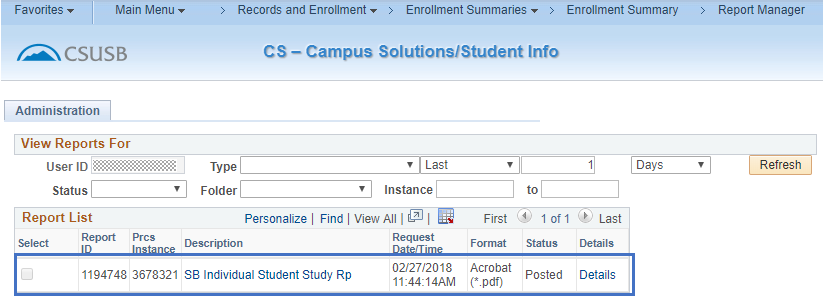 Favorites Main Menu > Records and Enrollment > Enrollment Summaries > Enrollment Summary > Report Manager
CSUSB CS – Campus Solutions/Student Info
Administration
View Reports For
User ID Type Last 1 Days Refresh
Status Folder Instance to
Report List Personalize | Find | View All | | First 1 of 1 Last
Select Report ID Prcs Instance Description Request Date/Time Format Status Details
1194748 3678321 SB Individual Student Study Rp 02/27/2018 11:44:14AM Acrobat (*.pdf) Posted Details